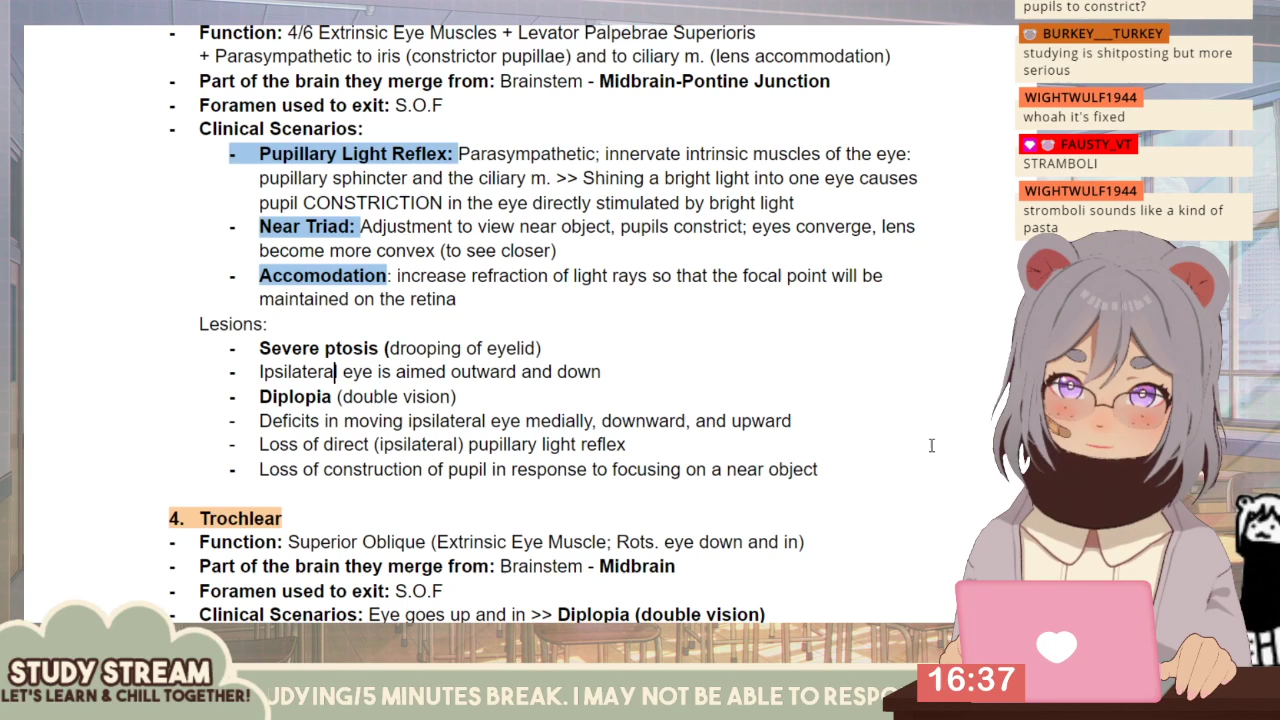 - Function: 4/6 Extrinsic Eye Muscles + Levator Palpebrae Superioris
+ Parasympathetic to iris (constrictor pupillae) and to ciliary m. (lens accommodation)
- Part of the brain they merge from: Brainstem - Midbrain-Pontine Junction
- Foramen used to exit: S.O.F
- Clinical Scenarios:
- Pupillary Light Reflex: Parasympathetic; innervate intrinsic muscles of the eye:
pupillary sphincter and the ciliary m. >> Shining a bright light into one eye causes
pupil CONSTRICTION in the eye directly stimulated by bright light
- Near Triad: Adjustment to view near object, pupils constrict; eyes converge, lens
become more convex (to see closer)
- Accomodation: increase refraction of light rays so that the focal point will be
maintained on the retina
Lesions:
- Severe ptosis (drooping of eyelid)
- Ipsilateral eye is aimed outward and down
- Diplopia (double vision)
- Deficits in moving ipsilateral eye medially, downward, and upward
- Loss of direct (ipsilateral) pupillary light reflex
- Loss of construction of pupil in response to focusing on a near object
4. Trochlear
- Function: Superior Oblique (Extrinsic Eye Muscle; Rots. eye down and in)
- Part of the brain they merge from: Brainstem - Midbrain
- Foramen used to exit: S.O.F
- Clinical Scenarios: Eye goes up and in >> Diplopia (double vision)
pupils to constrict?
BURKEY___TURKEY
studying is shitposting but more
serious
WIGHTWULF1944
whoah it's fixed
FAUSTY_VT
STRAMBOLI
WIGHTWULF1944
stromboli sounds like a kind of
pasta
STUDY STREAM
LET'S LEARN & CHILL TOGETHER!
UDYING/5 MINUTES BREAK. I MAY NOT BE ABLE TO RESP
16:37